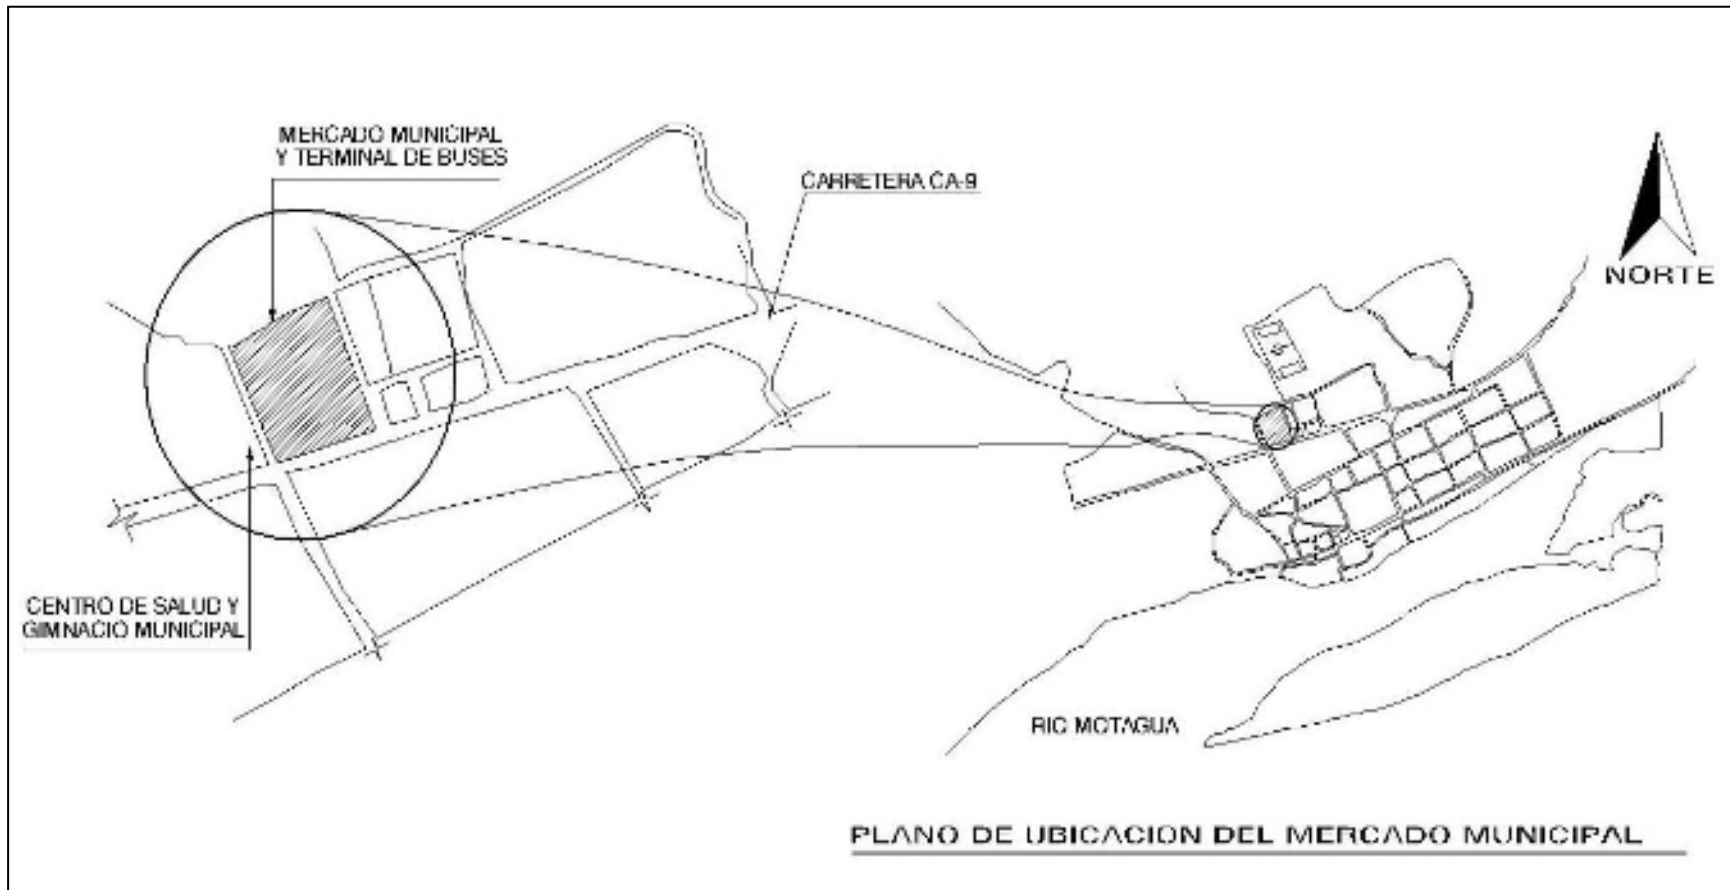 MERCADO MUNICIPAL
Y TERMINAL DE BUSES
CARRETERA CA-9
NORTE
CENTRO DE SALUD Y
GIMNACIO MUNICIPAL
RIO MOTAGUA
PLANO DE UBICACION DEL MERCADO MUNICIPAL